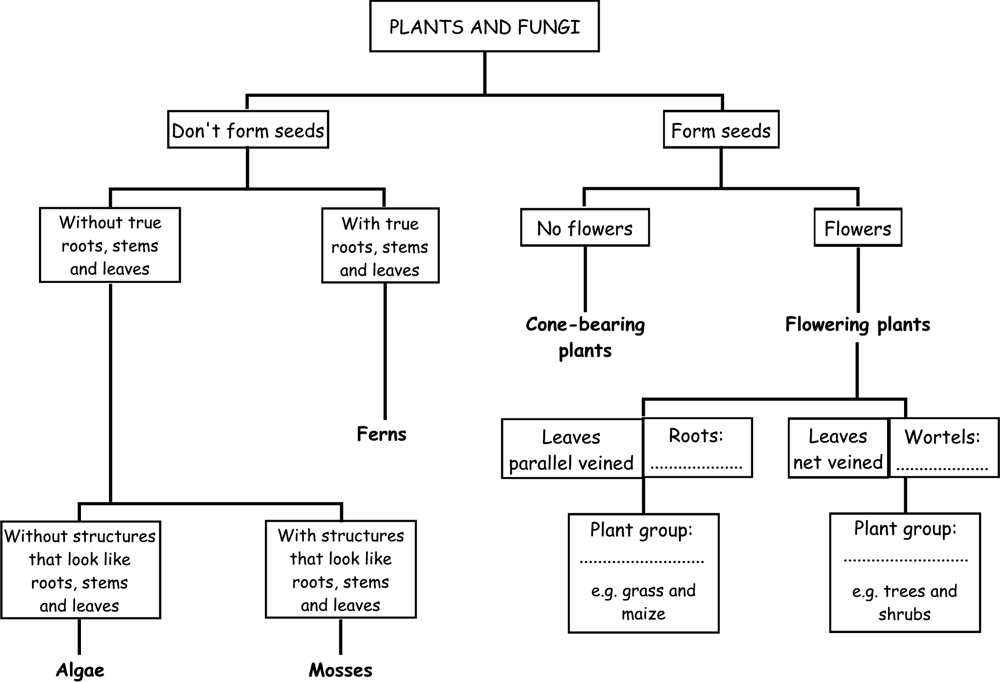 PLANTS AND FUNGI
Don't form seeds
Form seeds
Without true
roots, stems
and leaves
With true
roots, stems
and leaves
No flowers
Flowers
Cone-bearing
plants
Flowering plants
Ferns
Leaves
parallel veined
Roots:
....................
Leaves
net veined
Wortels:
....................
Without structures
that look like
roots, stems
and leaves
With structures
that look like
roots, stems
and leaves
Plant group:
...........................
e.g. grass and
maize
Plant group:
...........................
e.g. trees and
shrubs
Algae
Mosses